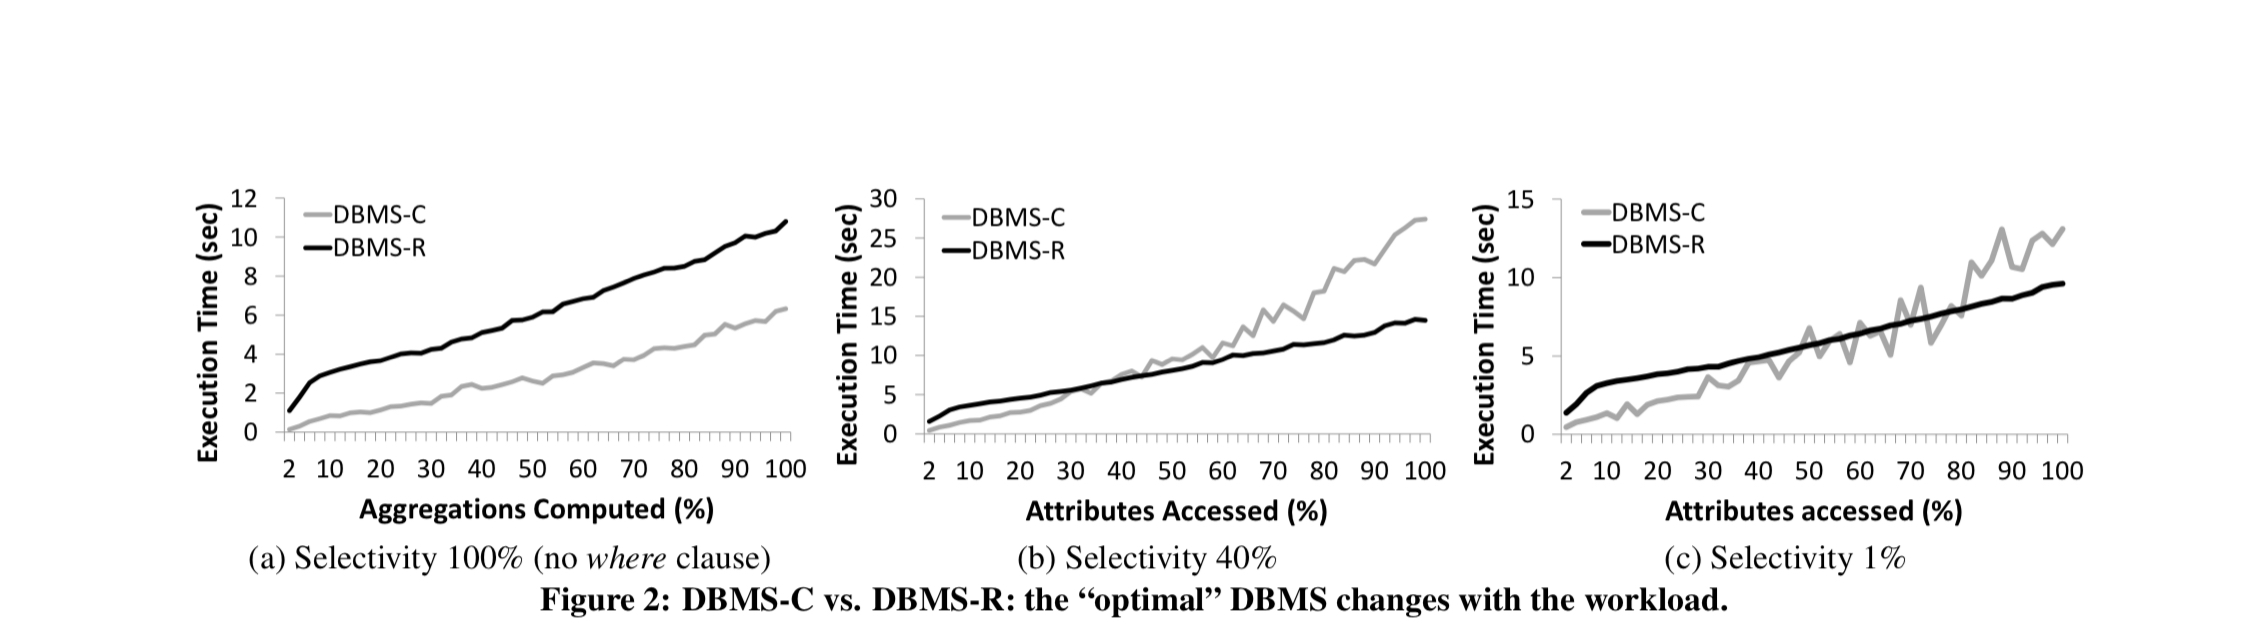 Execution Time (sec)
12
10
8
6
4
2
0
DBMS-C
DBMS-R
2 10 20 30 40 50 60 70 80 90 100
Aggregations Computed (%)
(a) Selectivity 100% (no where clause)
Execution Time (sec)
30
25
20
15
10
5
0
DBMS-C
DBMS-R
2 10 20 30 40 50 60 70 80 90 100
Attributes Accessed (%)
(b) Selectivity 40%
Execution Time (sec)
15
10
5
0
DBMS-C
DBMS-R
2 10 20 30 40 50 60 70 80 90 100
Attributes accessed (%)
(c) Selectivity 1%
Figure 2: DBMS-C vs. DBMS-R: the “optimal” DBMS changes with the workload.